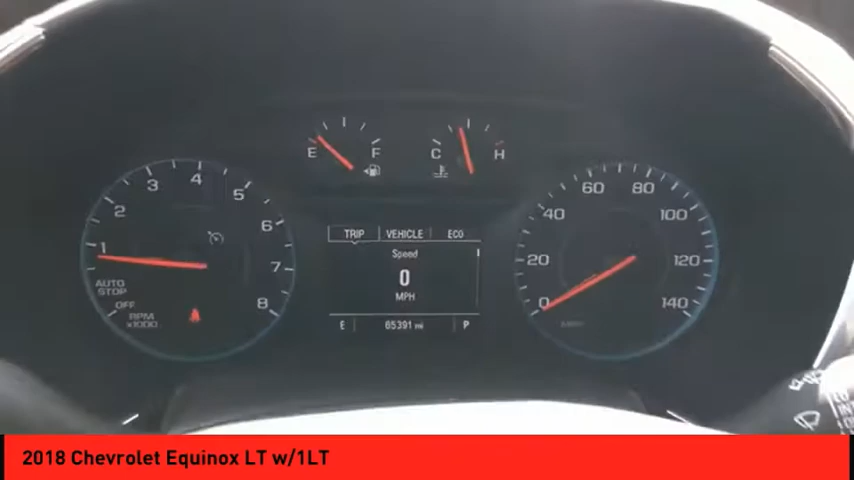 E F
C H
1 2 3 4 5 6 7 8
AUTO
STOP
OFF
RPM
x1000
TRIP VEHICLE ECO
Speed
0
MPH
E 65391 mi P
0 20 40 60 80 100 120 140
INT
2018 Chevrolet Equinox LT w/1LT